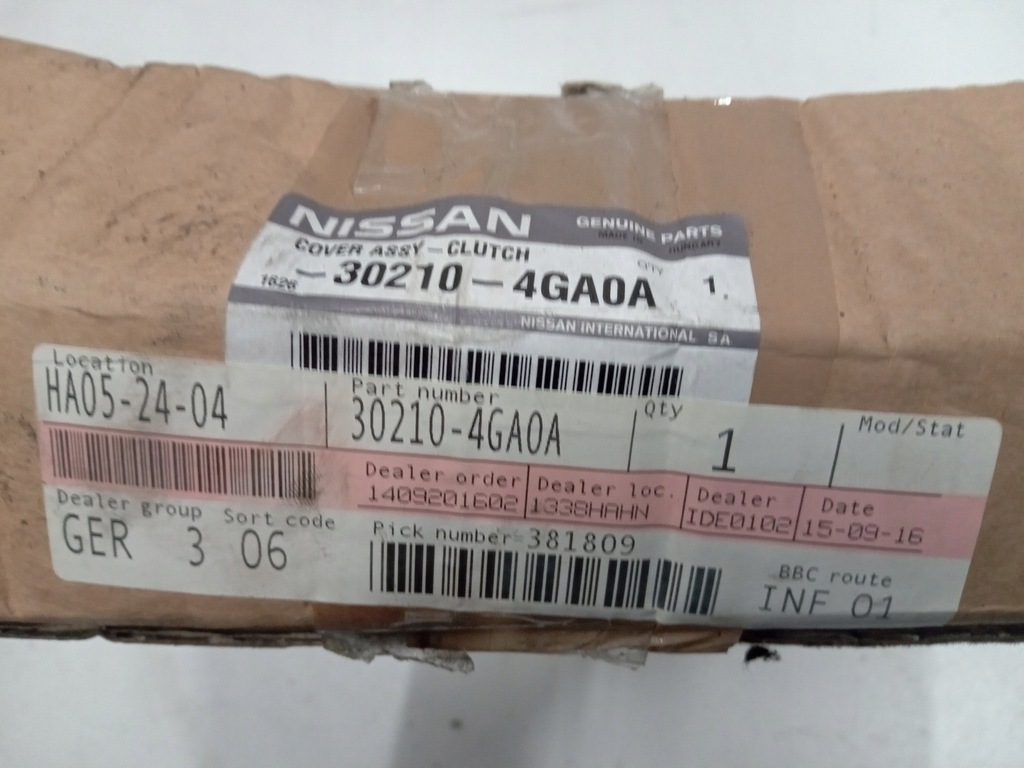 NISSAN GENUINE PARTS
MADE IN HUNGARY
COVER ASSY-CLUTCH QTY
1626 -30210-4GA0A 1.
NISSAN INTERNATIONAL SA
Location Part number Qty Mod/Stat
HA05-24-04 30210-4GA0A 1
Dealer order Dealer loc. Dealer Date
1409201602 1338HAHN IDE0102 15-09-16
Dealer group Sort code Pick number 381809
GER 3 06 BBC route
INF 01